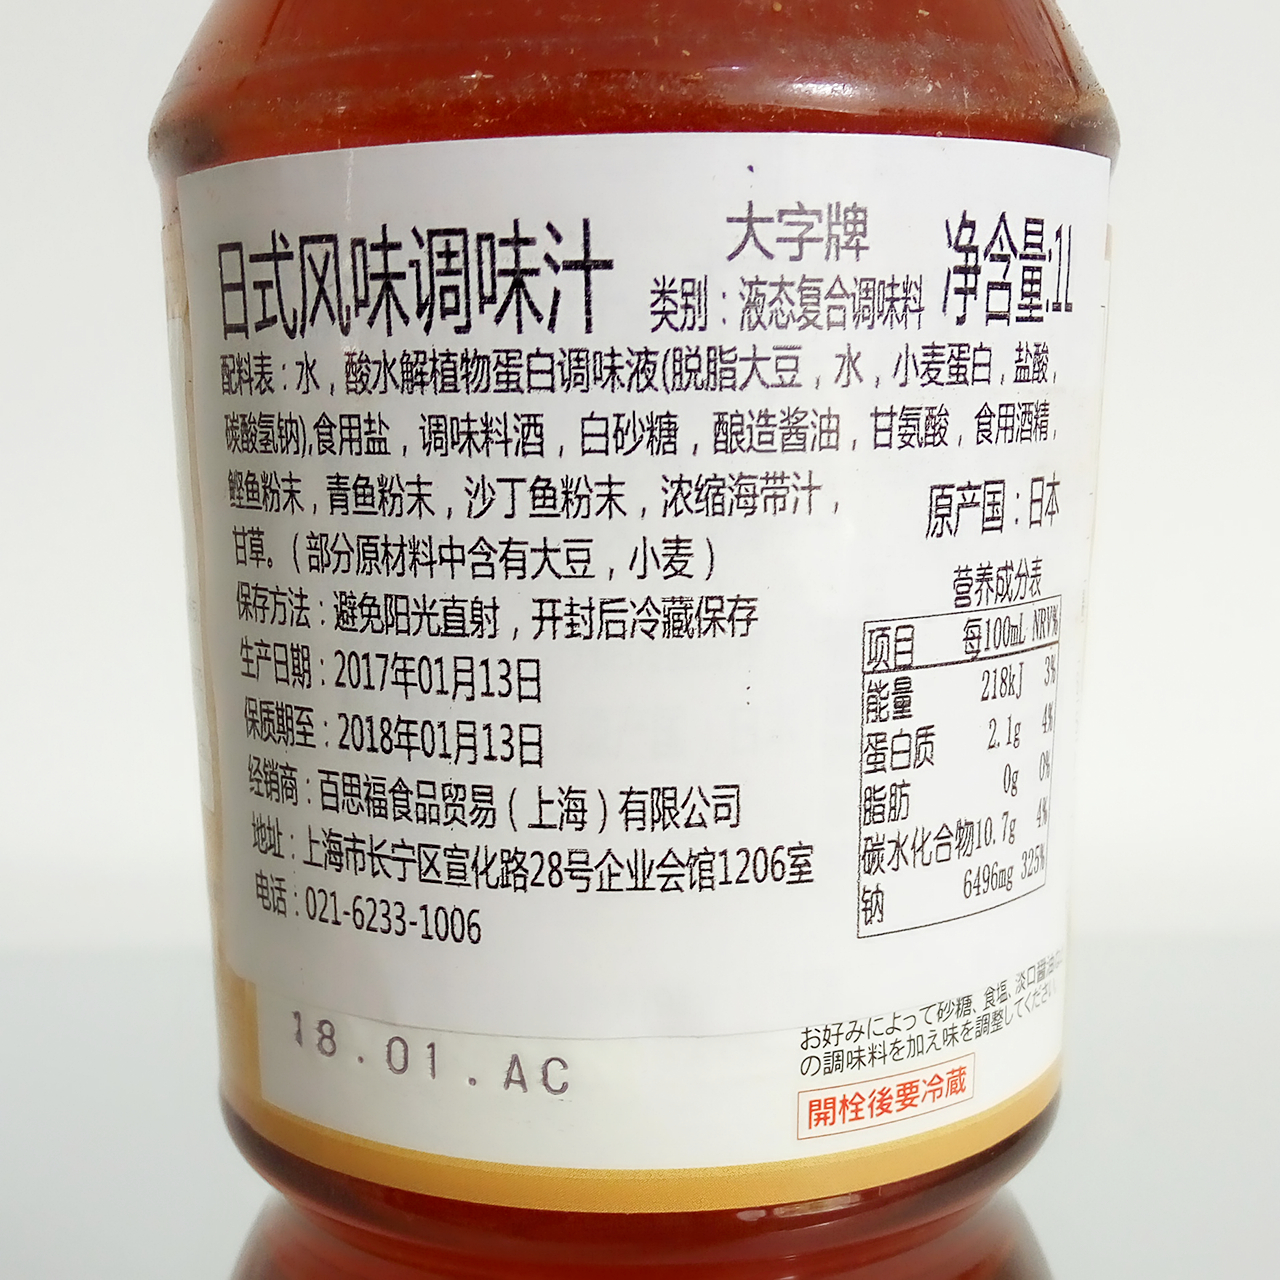 日式风味调味汁
大字牌
净含量:1L
类别：液态复合调味料
配料表：水，酸水解植物蛋白调味液(脱脂大豆，水，小麦蛋白，盐酸，
碳酸氢钠),食用盐，调味料酒，白砂糖，酿造酱油，甘氨酸，食用酒精，
鲣鱼粉末，青鱼粉末，沙丁鱼粉末，浓缩海带汁，
甘草。（部分原材料中含有大豆，小麦）
原产国：日本
保存方法：避免阳光直射，开封后冷藏保存
生产日期：2017年01月13日
保质期至：2018年01月13日
经销商：百思福食品贸易（上海）有限公司
地址：上海市长宁区宣化路28号企业会馆1206室
电话：021-6233-1006
营养成分表
项目 每100mL NRV%
能量 218kJ 3%
蛋白质 2.1g 4%
脂肪 0g 0%
碳水化合物 10.7g 4%
钠 6496mg 325%
18.01.AC
お好みによって砂糖、食塩、淡口醤油
の調味料を加え味を調整してください
開栓後要冷蔵